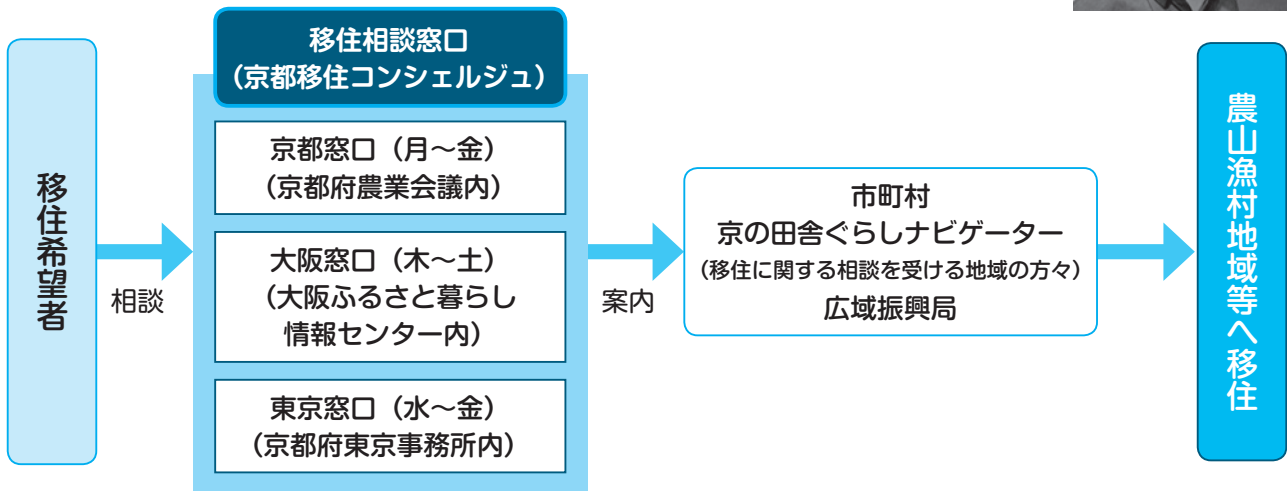 移住希望者
相談
移住相談窓口
（京都移住コンシェルジュ）
京都窓口（月〜金）
（京都府農業会議内）
大阪窓口（木〜土）
（大阪ふるさと暮らし
情報センター内）
東京窓口（水〜金）
（京都府東京事務所内）
案内
市町村
京の田舎ぐらしナビゲーター
（移住に関する相談を受ける地域の方々）
広域振興局
農山漁村地域等へ移住